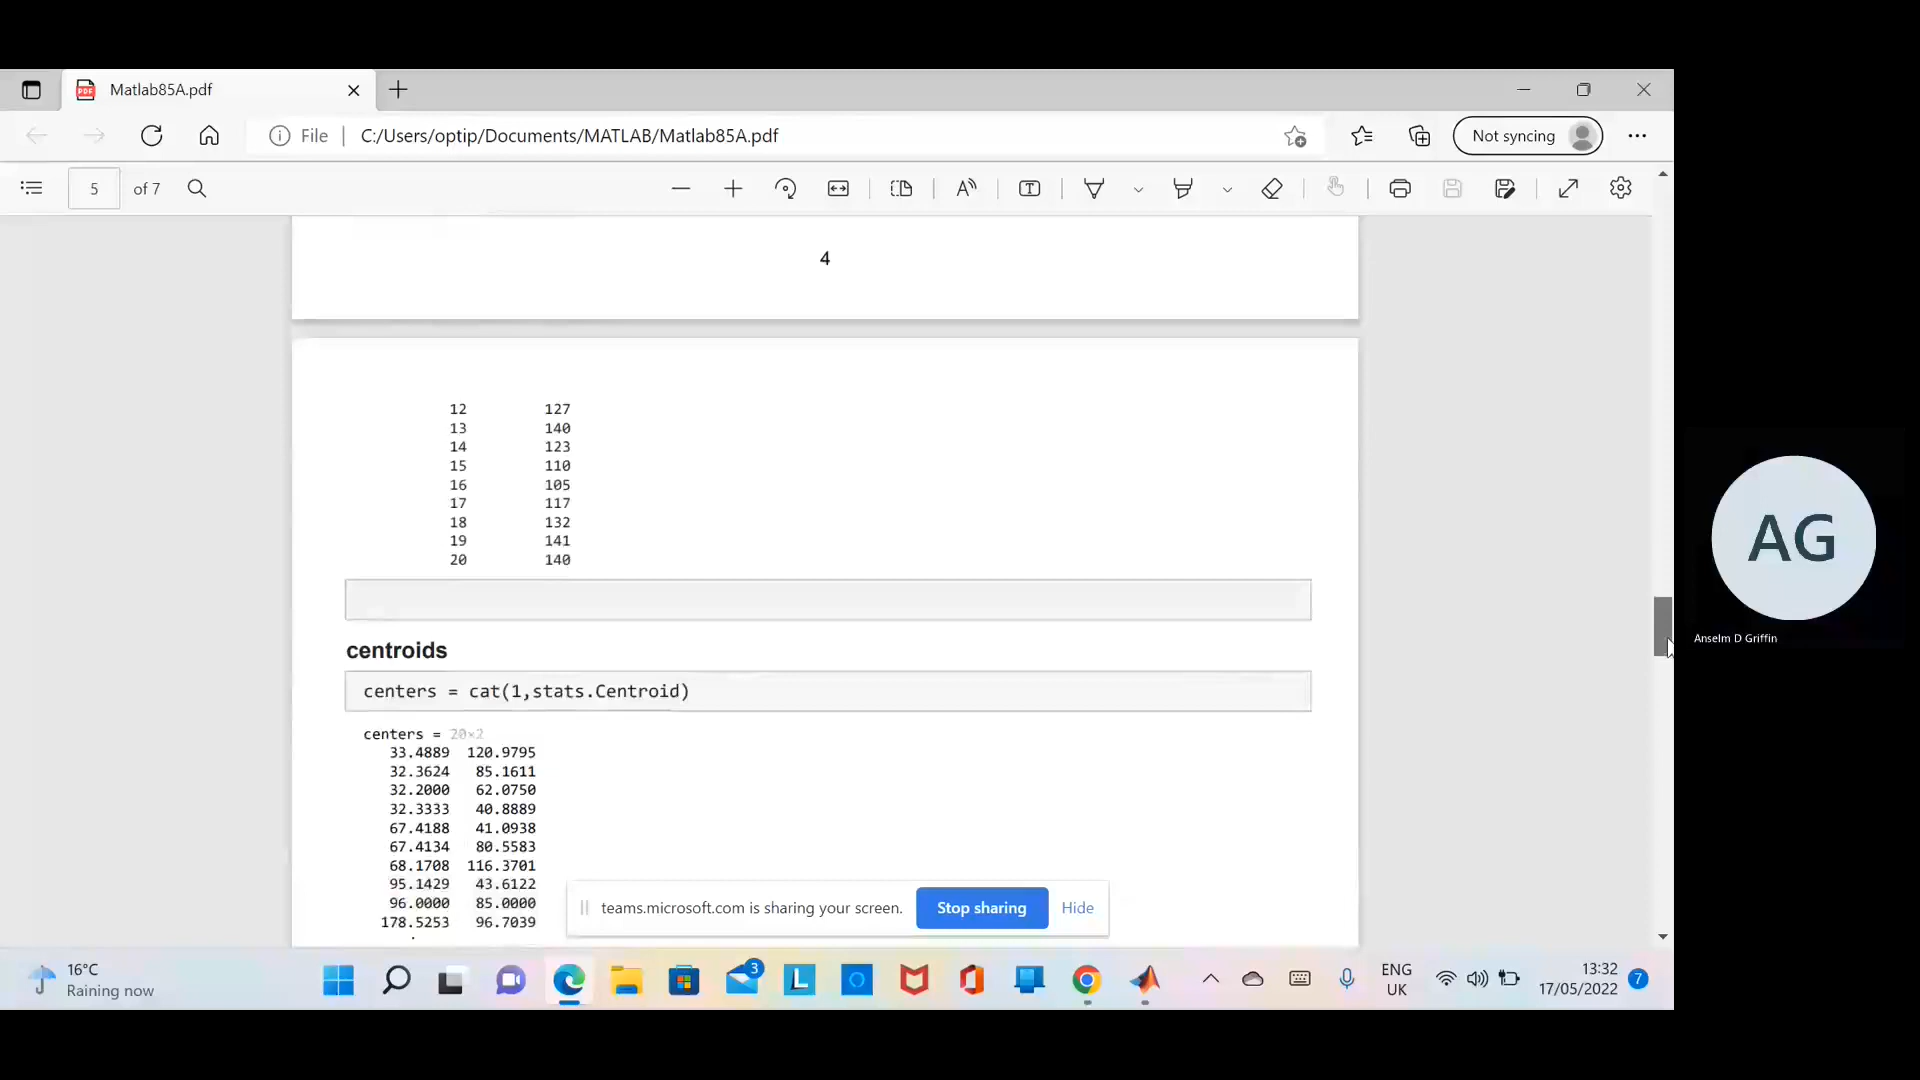 Matlab85A.pdf
File
C:/Users/optip/Documents/MATLAB/Matlab85A.pdf
Not syncing
5 of 7
4
12 127
13 140
14 123
15 110
16 105
17 117
18 132
19 141
20 140
centroids
centers = cat(1,stats.Centroid)
centers = 20×2
33.4889 120.9795
32.3624 85.1611
32.2000 62.0750
32.3333 40.8889
67.4188 41.0938
67.4134 80.5583
68.1708 116.3701
95.1429 43.6122
96.0000 85.0000
178.5253 96.7039
teams.microsoft.com is sharing your screen.
Stop sharing
Hide
AG
Anselm D Griffin
16°C
Raining now
3
ENG
UK
13:32
17/05/2022
7